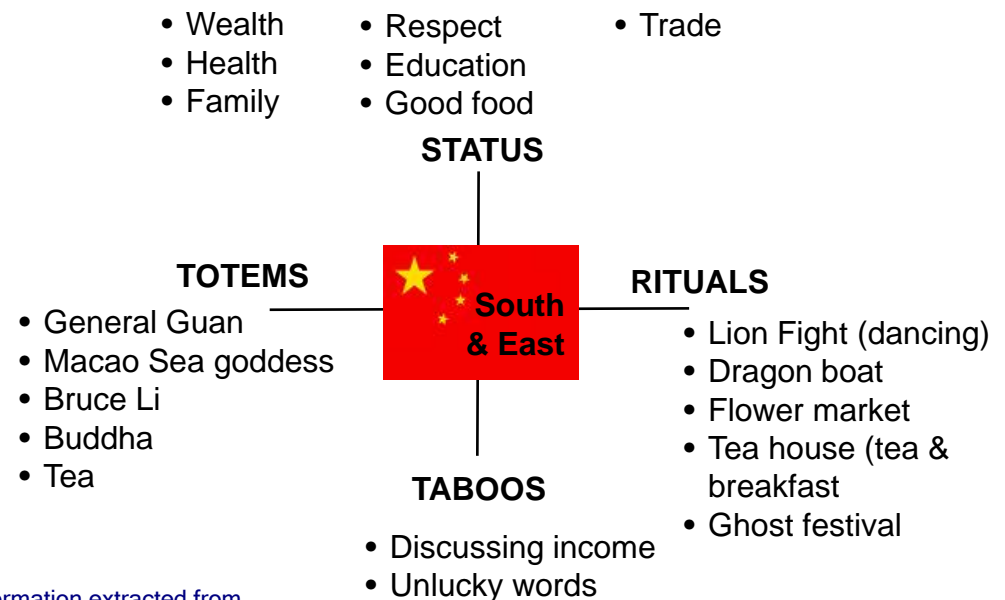 • Wealth
• Health
• Family
• Respect
• Education
• Good food
• Trade
STATUS
TOTEMS
• General Guan
• Macao Sea goddess
• Bruce Li
• Buddha
• Tea
South
& East
RITUALS
• Lion Fight (dancing)
• Dragon boat
• Flower market
• Tea house (tea &
breakfast
• Ghost festival
TABOOS
• Discussing income
• Unlucky words
extracted from